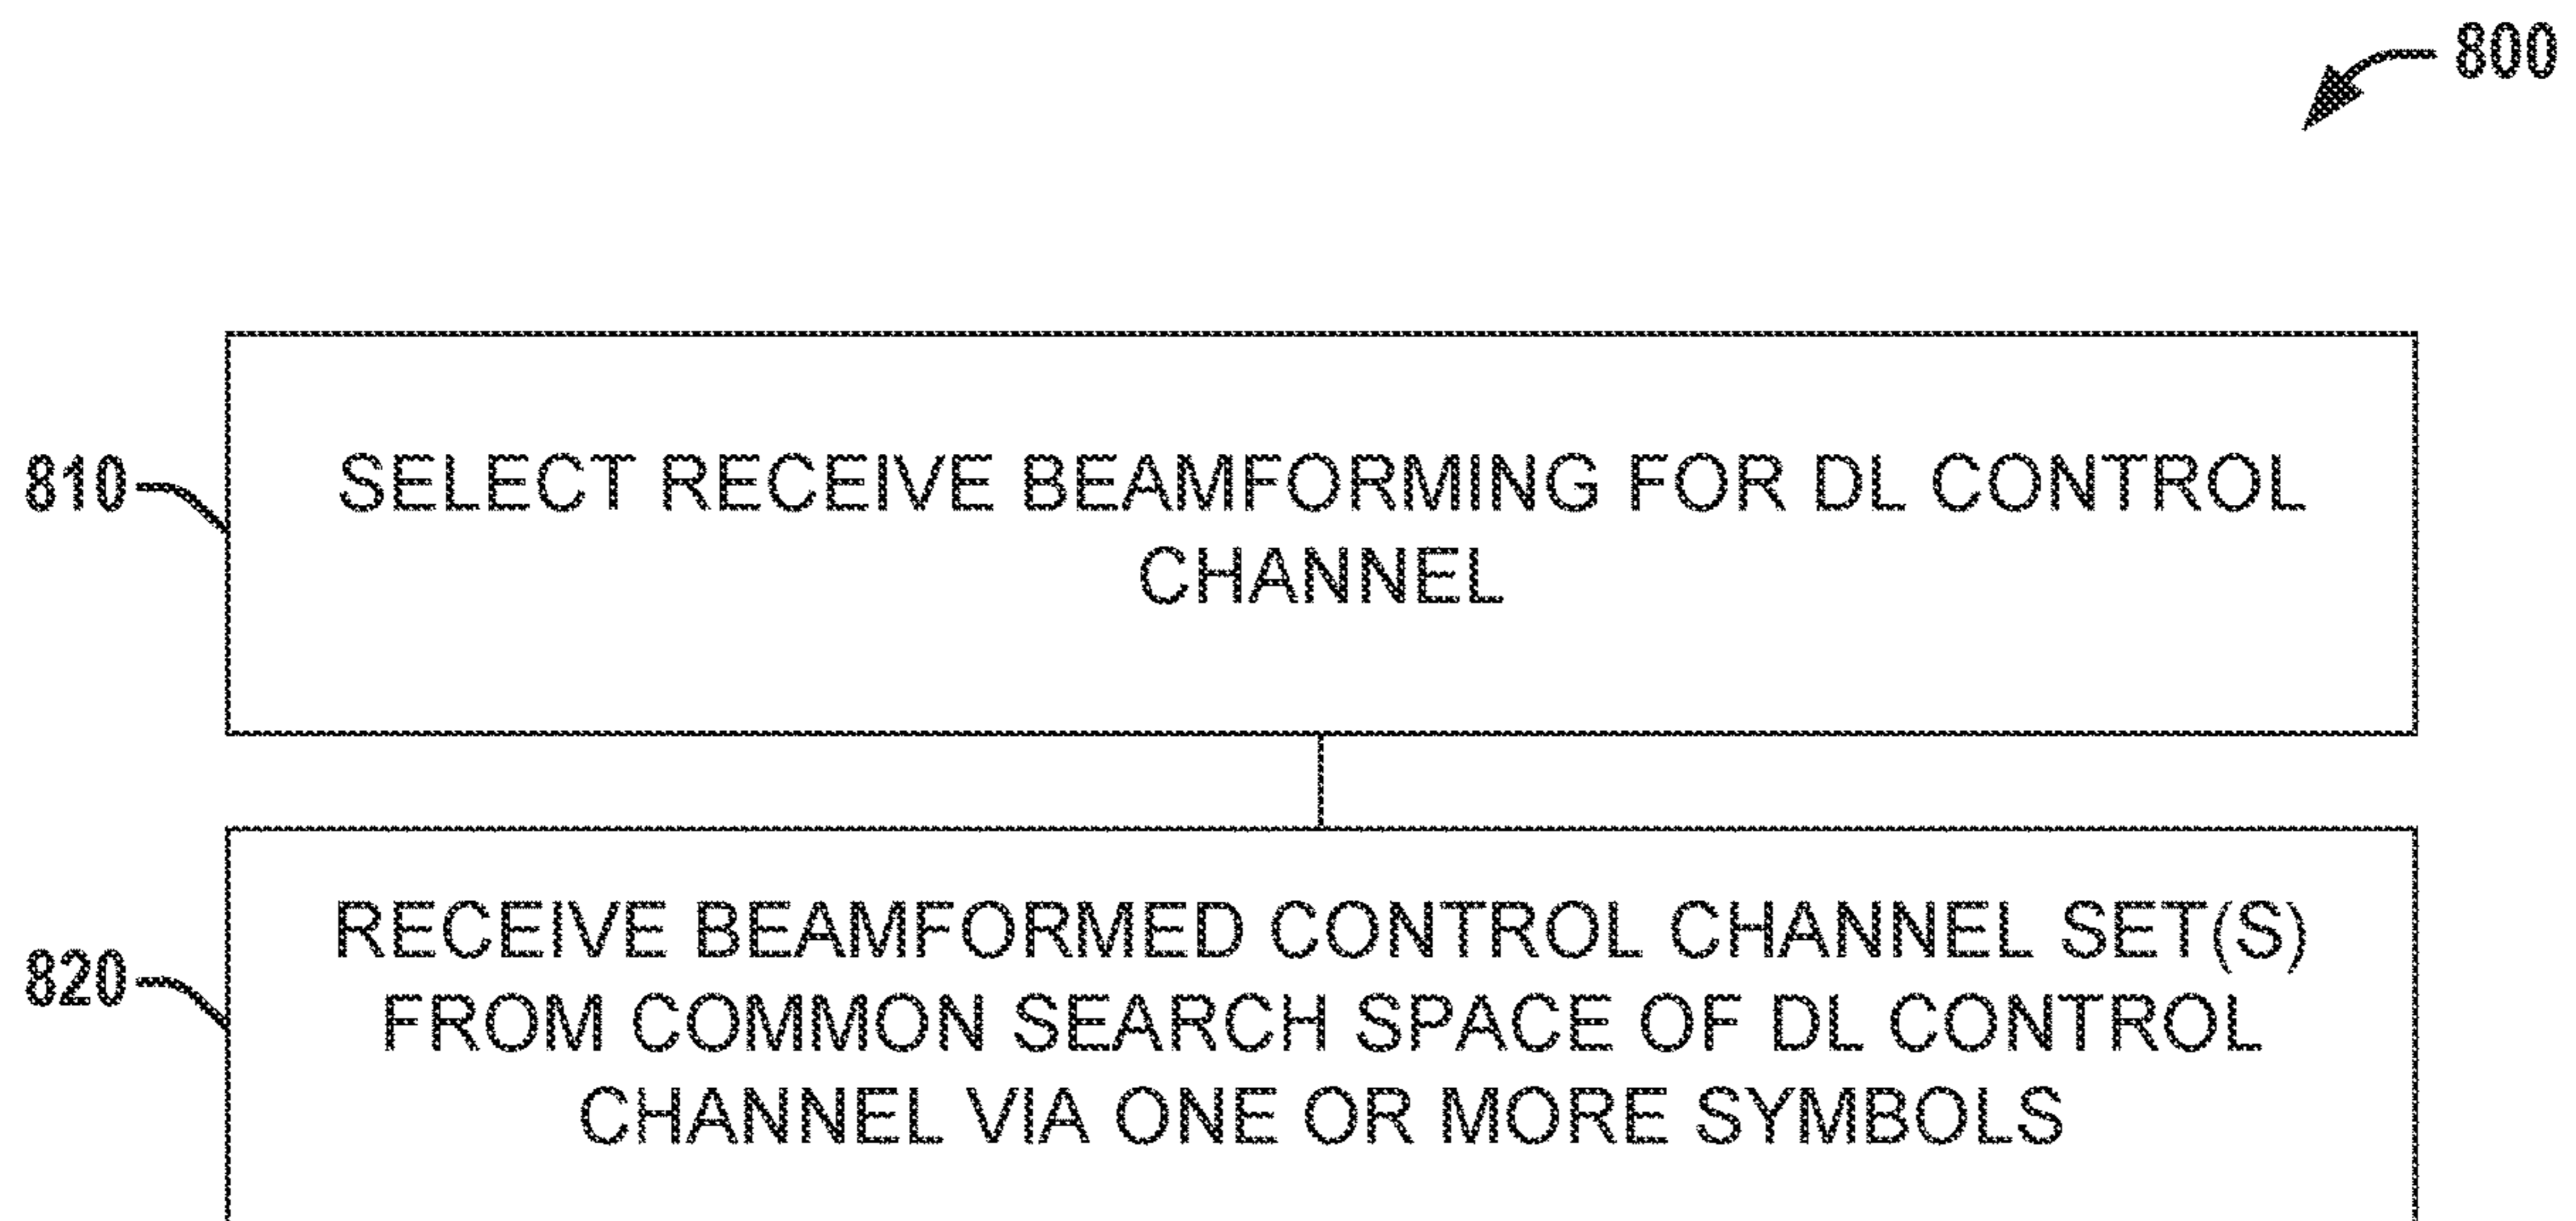 800
810
SELECT RECEIVE BEAMFORMING FOR DL CONTROL
CHANNEL
820
RECEIVE BEAMFORMED CONTROL CHANNEL SET(S)
FROM COMMON SEARCH SPACE OF DL CONTROL
CHANNEL VIA ONE OR MORE SYMBOLS